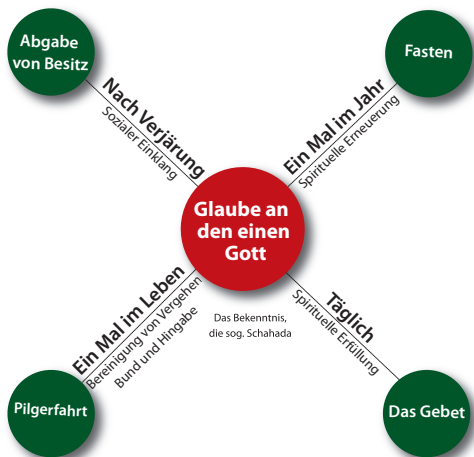 Abgabe
von Besitz
Fasten
Nach Verjärung
Sozialer Einklang
Ein Mal im Jahr
Spirituelle Erneuerung
Glaube an
den einen
Gott
Das Bekenntnis,
die sog. Schahada
Ein Mal im Leben
Bereinigung von Vergehen
Bund und Hingabe
Täglich
Spirituelle Erfüllung
Pilgerfahrt
Das Gebet